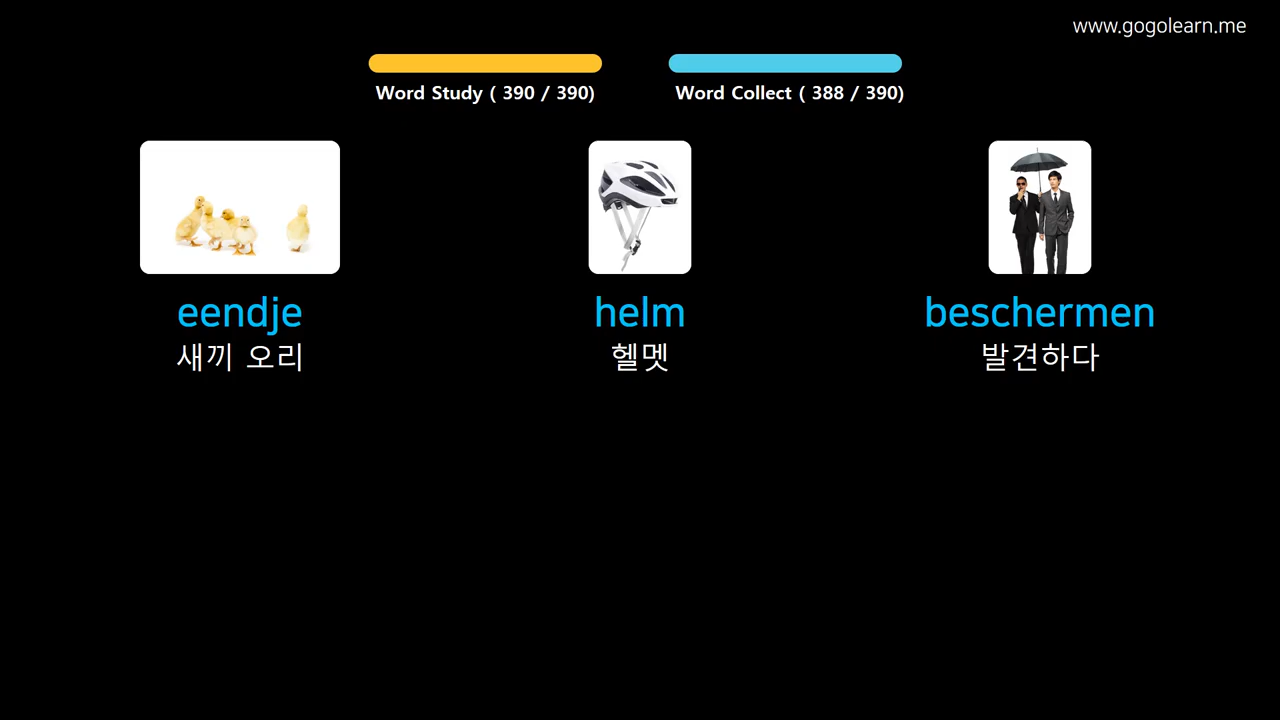 www.gogolearn.me
Word Study ( 390 / 390)
Word Collect ( 388 / 390)
eendje
helm
beschermen
새끼 오리
헬멧
발견하다